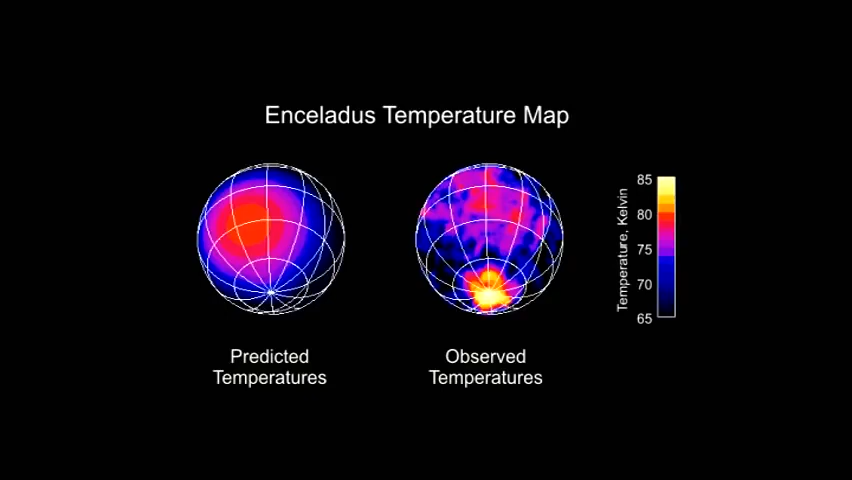 Enceladus Temperature Map
Predicted
Temperatures
Observed
Temperatures
Temperature, Kelvin
85
80
75
70
65